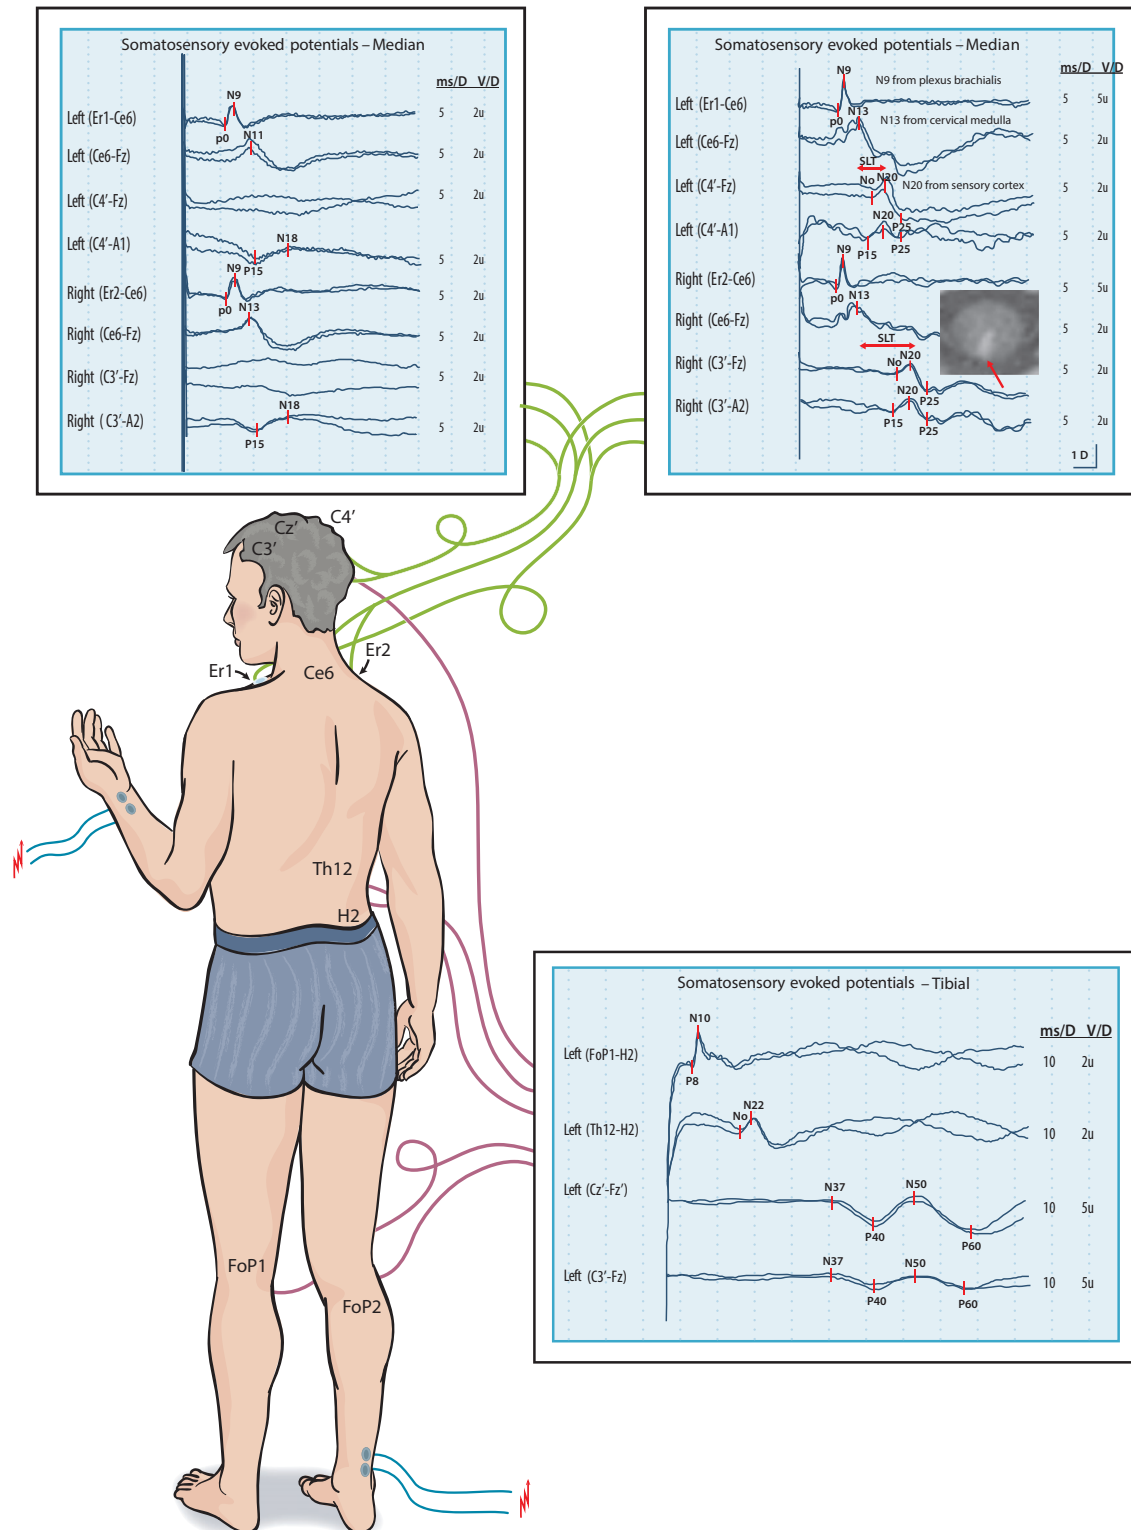 Somatosensory evoked potentials – Median
ms/D V/D
N9
Left (Er1-Ce6) 5 2u
p0 N11
Left (Ce6-Fz) 5 2u
Left (C4'-Fz) 5 2u
Left (C4'-A1) N18 5 2u
P15
N9
Right (Er2-Ce6) 5 2u
p0 N13
Right (Ce6-Fz) 5 2u
Right (C3'-Fz) 5 2u
N18
Right ( C3'-A2) 5 2u
P15
Somatosensory evoked potentials – Median
ms/D V/D
N9
N9 from plexus brachialis
Left (Er1-Ce6) 5 5u
p0 N13
N13 from cervical medulla
Left (Ce6-Fz) 5 2u
SLT
No N20
Left (C4'-Fz) N20 from sensory cortex 5 2u
N20 P25
Left (C4'-A1) 5 2u
P15 P25
N9
Right (Er2-Ce6) 5 5u
p0 N13
Right (Ce6-Fz) 5 2u
SLT
No N20
Right (C3'-Fz) 5 2u
N20 P25
Right (C3'-A2) 5 2u
P15 P25
1 D
C4'
Cz'
C3'
Er2
Er1 Ce6
Th12
H2
FoP1
FoP2
Somatosensory evoked potentials – Tibial
ms/D V/D
N10
Left (FoP1-H2) 10 2u
P8
N22
No
Left (Th12-H2) 10 2u
N37 N50
Left (Cz'-Fz') 10 5u
P40 P60
N37 N50
Left (C3'-Fz) 10 5u
P40 P60